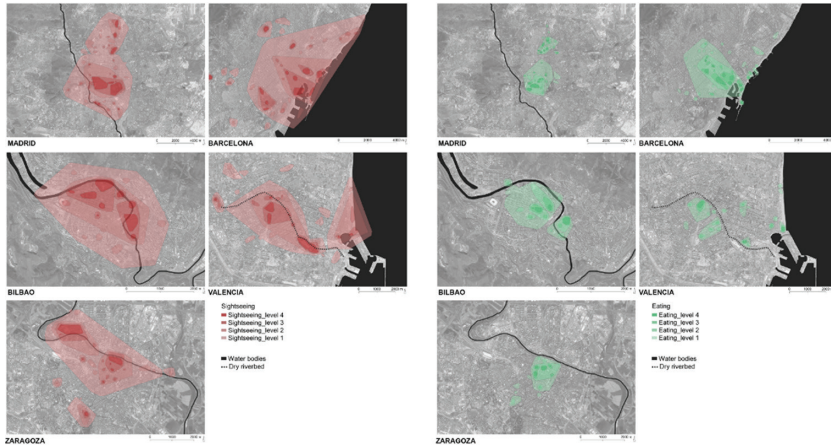 MADRID
BARCELONA
MADRID
BARCELONA
BILBAO
VALENCIA
BILBAO
VALENCIA
Sightseeing
Sightseeing_level 4
Sightseeing_level 3
Sightseeing_level 2
Sightseeing_level 1
Water bodies
Dry riverbed
Eating
Eating_level 4
Eating_level 3
Eating_level 2
Eating_level 1
Water bodies
Dry riverbed
ZARAGOZA
ZARAGOZA